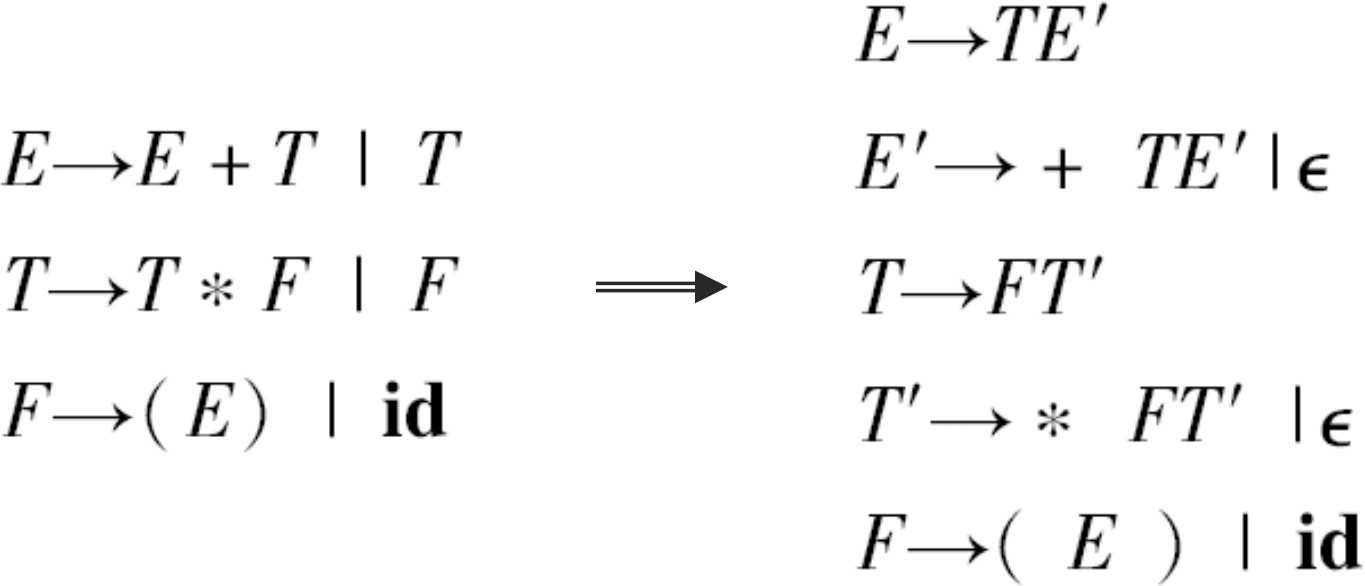 E→E + T | T
T→T * F | F
F→( E ) | id
⟹
E→TE′
E′→ + TE′ | ϵ
T→FT′
T′→ * FT′ | ϵ
F→( E ) | id